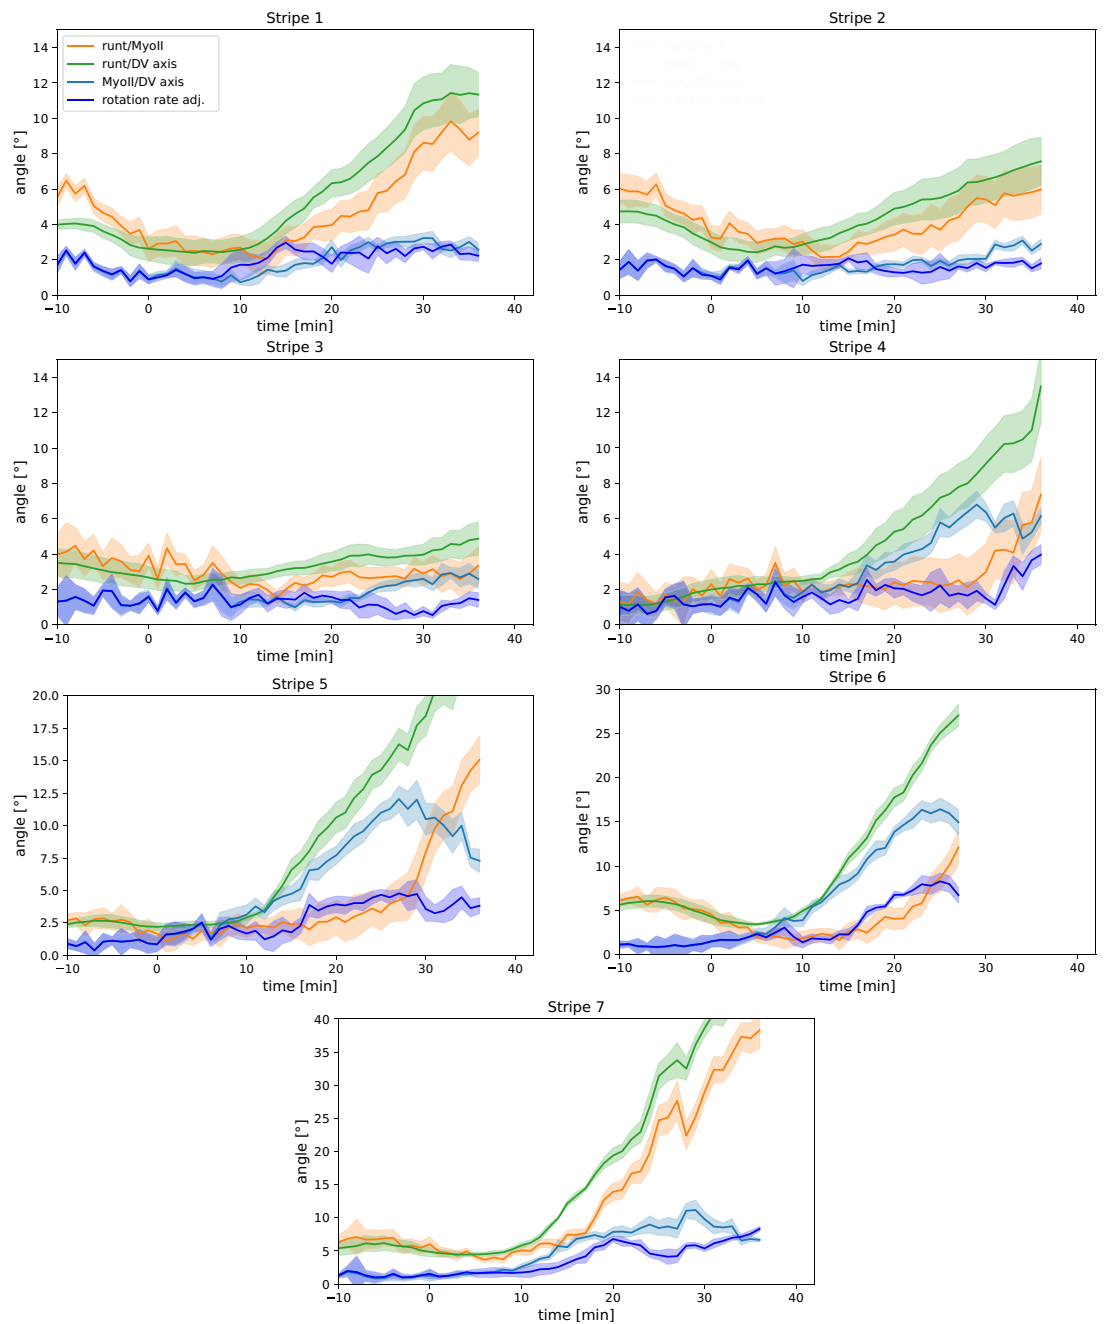 Stripe 1
14
12
10
8
6
4
2
0
angle [°]
runt/MyoII
runt/DV axis
MyoII/DV axis
rotation rate adj.
−10 0 10 20 30 40
time [min]
Stripe 2
14
12
10
8
6
4
2
0
angle [°]
−10 0 10 20 30 40
time [min]
Stripe 3
14
12
10
8
6
4
2
0
angle [°]
−10 0 10 20 30 40
time [min]
Stripe 4
14
12
10
8
6
4
2
0
angle [°]
−10 0 10 20 30 40
time [min]
Stripe 5
20.0
17.5
15.0
12.5
10.0
7.5
5.0
2.5
0.0
angle [°]
−10 0 10 20 30 40
time [min]
Stripe 6
30
25
20
15
10
5
0
angle [°]
−10 0 10 20 30 40
time [min]
Stripe 7
40
35
30
25
20
15
10
5
0
angle [°]
−10 0 10 20 30 40
time [min]